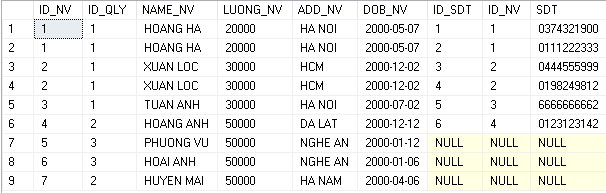 ID_NV ID_QLY NAME_NV LUONG_NV ADD_NV DOB_NV ID_SDT ID_NV SDT
1 1 1 HOANG HA 20000 HA NOI 2000-05-07 1 1 0374321900
2 1 1 HOANG HA 20000 HA NOI 2000-05-07 2 1 0111222333
3 2 1 XUAN LOC 30000 HCM 2000-12-02 3 2 0444555999
4 2 1 XUAN LOC 30000 HCM 2000-12-02 4 2 0198249812
5 3 1 TUAN ANH 30000 HA NOI 2000-07-02 5 3 6666666662
6 4 2 HOANG ANH 50000 DA LAT 2000-12-12 6 4 0123123142
7 5 3 PHUONG VU 50000 NGHE AN 2000-01-12 NULL NULL NULL
8 6 3 HOAI ANH 50000 NGHE AN 2000-01-06 NULL NULL NULL
9 7 2 HUYEN MAI 50000 HA NAM 2000-04-06 NULL NULL NULL